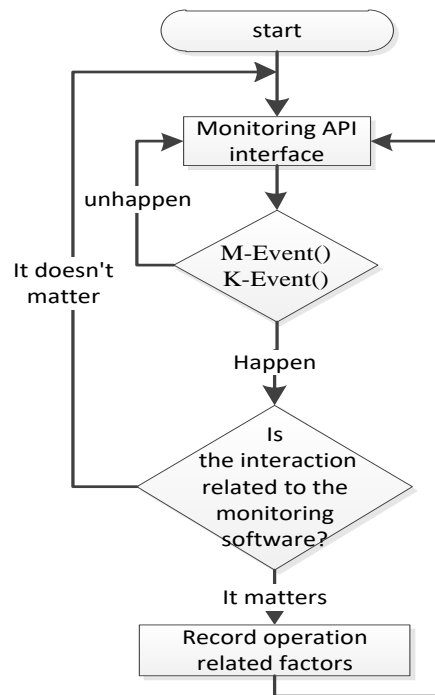 start
Monitoring API
interface
unhappen
M-Event()
K-Event()
It doesn't
matter
Happen
Is
the interaction
related to the
monitoring
software?
It matters
Record operation
related factors